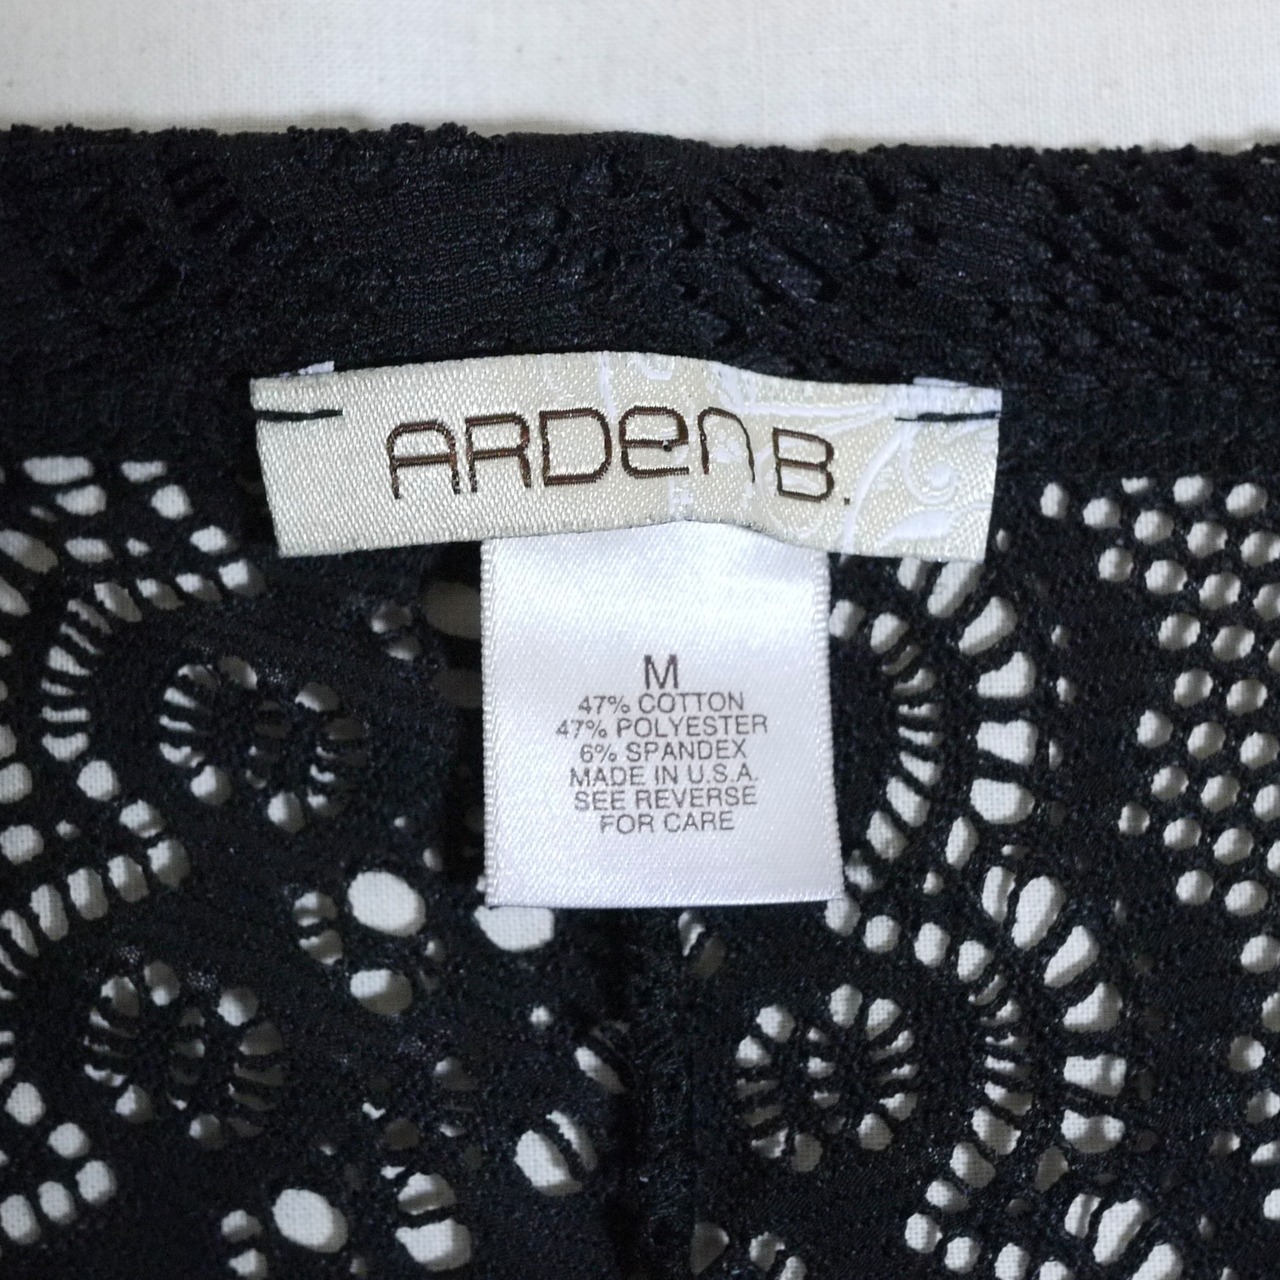 ARDen B.
M
47% COTTON
47% POLYESTER
6% SPANDEX
MADE IN U.S.A.
SEE REVERSE
FOR CARE